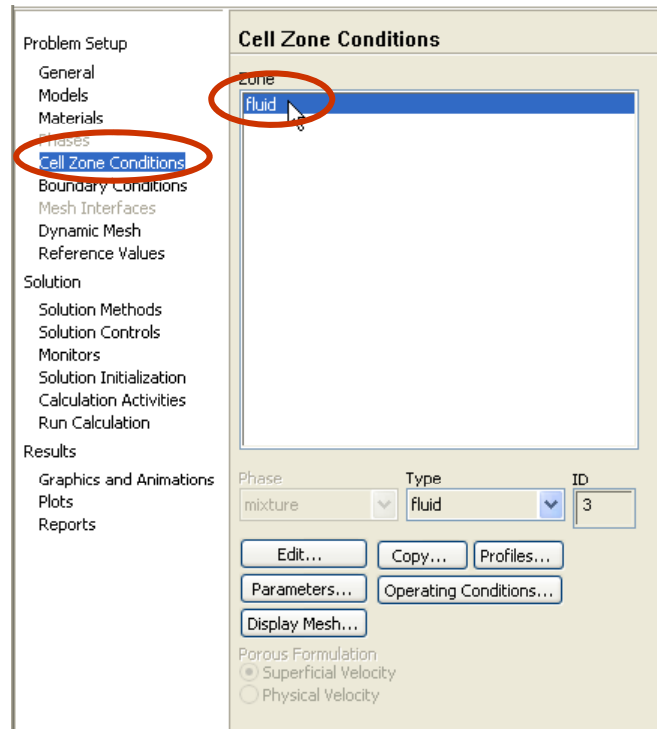 Problem Setup
General
Models
Materials
Phases
Cell Zone Conditions
Boundary Conditions
Mesh Interfaces
Dynamic Mesh
Reference Values
Solution
Solution Methods
Solution Controls
Monitors
Solution Initialization
Calculation Activities
Run Calculation
Results
Graphics and Animations
Plots
Reports
Cell Zone Conditions
Zone
fluid
Phase Type ID
mixture fluid 3
Edit... Copy... Profiles...
Parameters... Operating Conditions...
Display Mesh...
Porous Formulation
Superficial Velocity
Physical Velocity